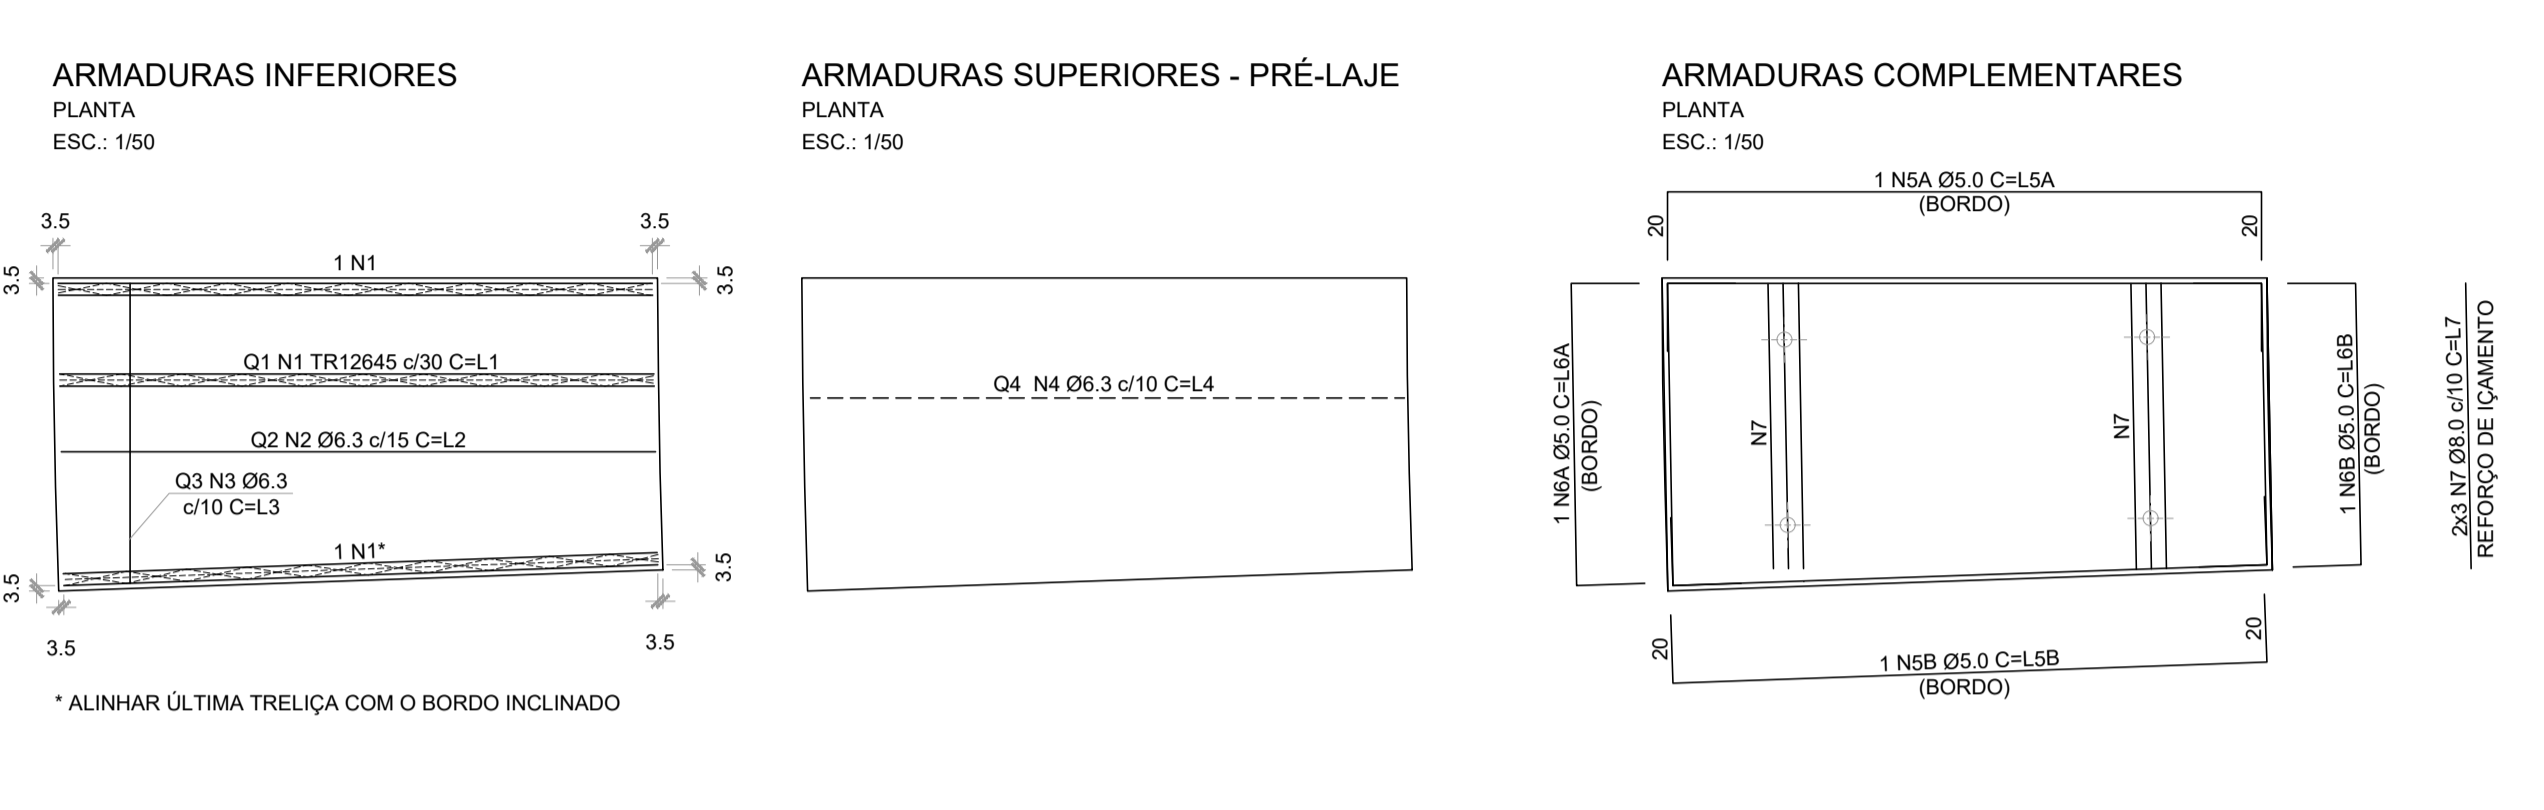 ARMADURAS INFERIORES
PLANTA
ESC.: 1/50
3.5
3.5
3.5
1 N1
3.5
Q1 N1 TR12645 c/30 C=L1
Q2 N2 Ø6.3 c/15 C=L2
Q3 N3 Ø6.3
c/10 C=L3
1 N1*
3.5
3.5
3.5
3.5
* ALINHAR ÚLTIMA TRELIÇA COM O BORDO INCLINADO
ARMADURAS SUPERIORES - PRÉ-LAJE
PLANTA
ESC.: 1/50
Q4 N4 Ø6.3 c/10 C=L4
ARMADURAS COMPLEMENTARES
PLANTA
ESC.: 1/50
1 N5A Ø5.0 C=L5A
(BORDO)
20
20
1 N6A Ø5.0 C=L6A
(BORDO)
N7
N7
1 N6B Ø5.0 C=L6B
(BORDO)
2x3 N7 Ø8.0 c/10 C=L7
REFORÇO DE IÇAMENTO
20
20
1 N5B Ø5.0 C=L5B
(BORDO)